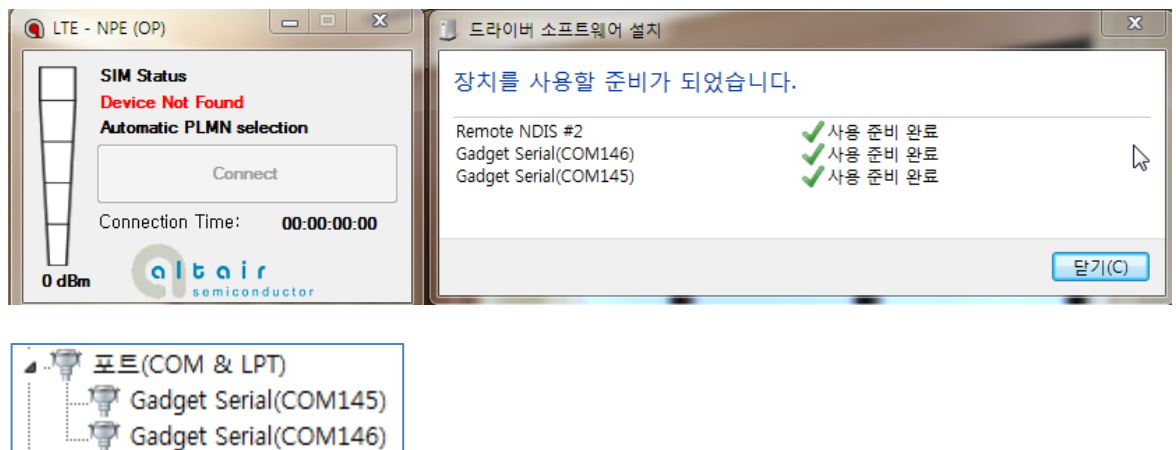 LTE - NPE (OP)
SIM Status
Device Not Found
Automatic PLMN selection
Connect
Connection Time: 00:00:00:00
0 dBm
altair
semiconductor
드라이버 소프트웨어 설치
장치를 사용할 준비가 되었습니다.
Remote NDIS #2 사용 준비 완료
Gadget Serial(COM146) 사용 준비 완료
Gadget Serial(COM145) 사용 준비 완료
닫기(C)
포트(COM & LPT)
Gadget Serial(COM145)
Gadget Serial(COM146)